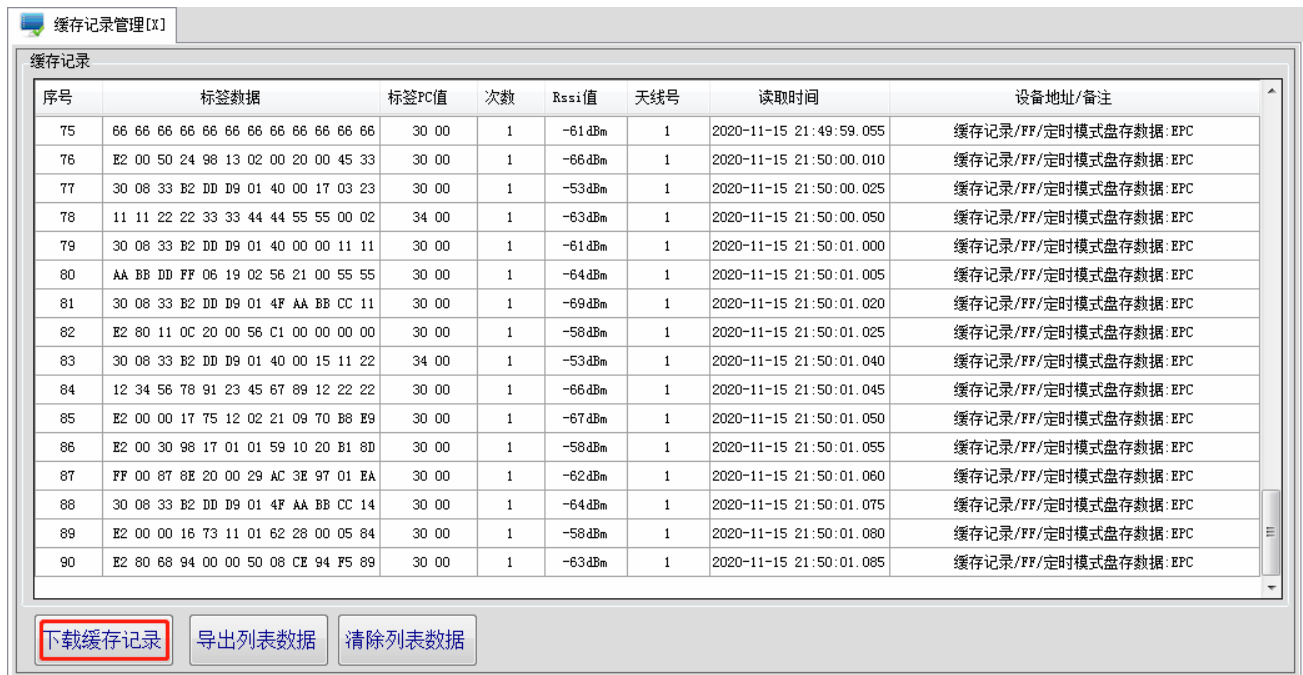 缓存记录管理[X]
缓存记录
序号 标签数据 标签PC值 次数 Rssi值 天线号 读取时间 设备地址/备注
75 66 66 66 66 66 66 66 66 66 66 66 66 30 00 1 -61dBm 1 2020-11-15 21:49:59.055 缓存记录/FF/定时模式盘存数据:EPC
76 E2 00 50 24 98 13 02 00 20 00 45 33 30 00 1 -66dBm 1 2020-11-15 21:50:00.010 缓存记录/FF/定时模式盘存数据:EPC
77 30 08 33 B2 DD D9 01 40 00 17 03 23 30 00 1 -53dBm 1 2020-11-15 21:50:00.025 缓存记录/FF/定时模式盘存数据:EPC
78 11 11 22 22 33 33 44 44 55 55 00 02 34 00 1 -63dBm 1 2020-11-15 21:50:00.050 缓存记录/FF/定时模式盘存数据:EPC
79 30 08 33 B2 DD D9 01 40 00 00 11 11 30 00 1 -61dBm 1 2020-11-15 21:50:01.000 缓存记录/FF/定时模式盘存数据:EPC
80 AA BB DD FF 06 19 02 56 21 00 55 55 30 00 1 -64dBm 1 2020-11-15 21:50:01.005 缓存记录/FF/定时模式盘存数据:EPC
81 30 08 33 B2 DD D9 01 4F AA BB CC 11 30 00 1 -69dBm 1 2020-11-15 21:50:01.020 缓存记录/FF/定时模式盘存数据:EPC
82 E2 80 11 0C 20 00 56 C1 00 00 00 00 30 00 1 -58dBm 1 2020-11-15 21:50:01.025 缓存记录/FF/定时模式盘存数据:EPC
83 30 08 33 B2 DD D9 01 40 00 15 11 22 34 00 1 -53dBm 1 2020-11-15 21:50:01.040 缓存记录/FF/定时模式盘存数据:EPC
84 12 34 56 78 91 23 45 67 89 12 22 22 30 00 1 -66dBm 1 2020-11-15 21:50:01.045 缓存记录/FF/定时模式盘存数据:EPC
85 E2 00 00 17 75 12 02 21 09 70 B8 E9 30 00 1 -67dBm 1 2020-11-15 21:50:01.050 缓存记录/FF/定时模式盘存数据:EPC
86 E2 00 30 98 17 01 01 59 10 20 B1 8D 30 00 1 -58dBm 1 2020-11-15 21:50:01.055 缓存记录/FF/定时模式盘存数据:EPC
87 FF 00 87 8E 20 00 29 AC 3E 97 01 EA 30 00 1 -62dBm 1 2020-11-15 21:50:01.060 缓存记录/FF/定时模式盘存数据:EPC
88 30 08 33 B2 DD D9 01 4F AA BB CC 14 30 00 1 -64dBm 1 2020-11-15 21:50:01.075 缓存记录/FF/定时模式盘存数据:EPC
89 E2 00 00 16 73 11 01 62 28 00 05 84 30 00 1 -58dBm 1 2020-11-15 21:50:01.080 缓存记录/FF/定时模式盘存数据:EPC
90 E2 80 68 94 00 00 50 08 CE 94 F5 89 30 00 1 -63dBm 1 2020-11-15 21:50:01.085 缓存记录/FF/定时模式盘存数据:EPC
下载缓存记录 导出列表数据 清除列表数据